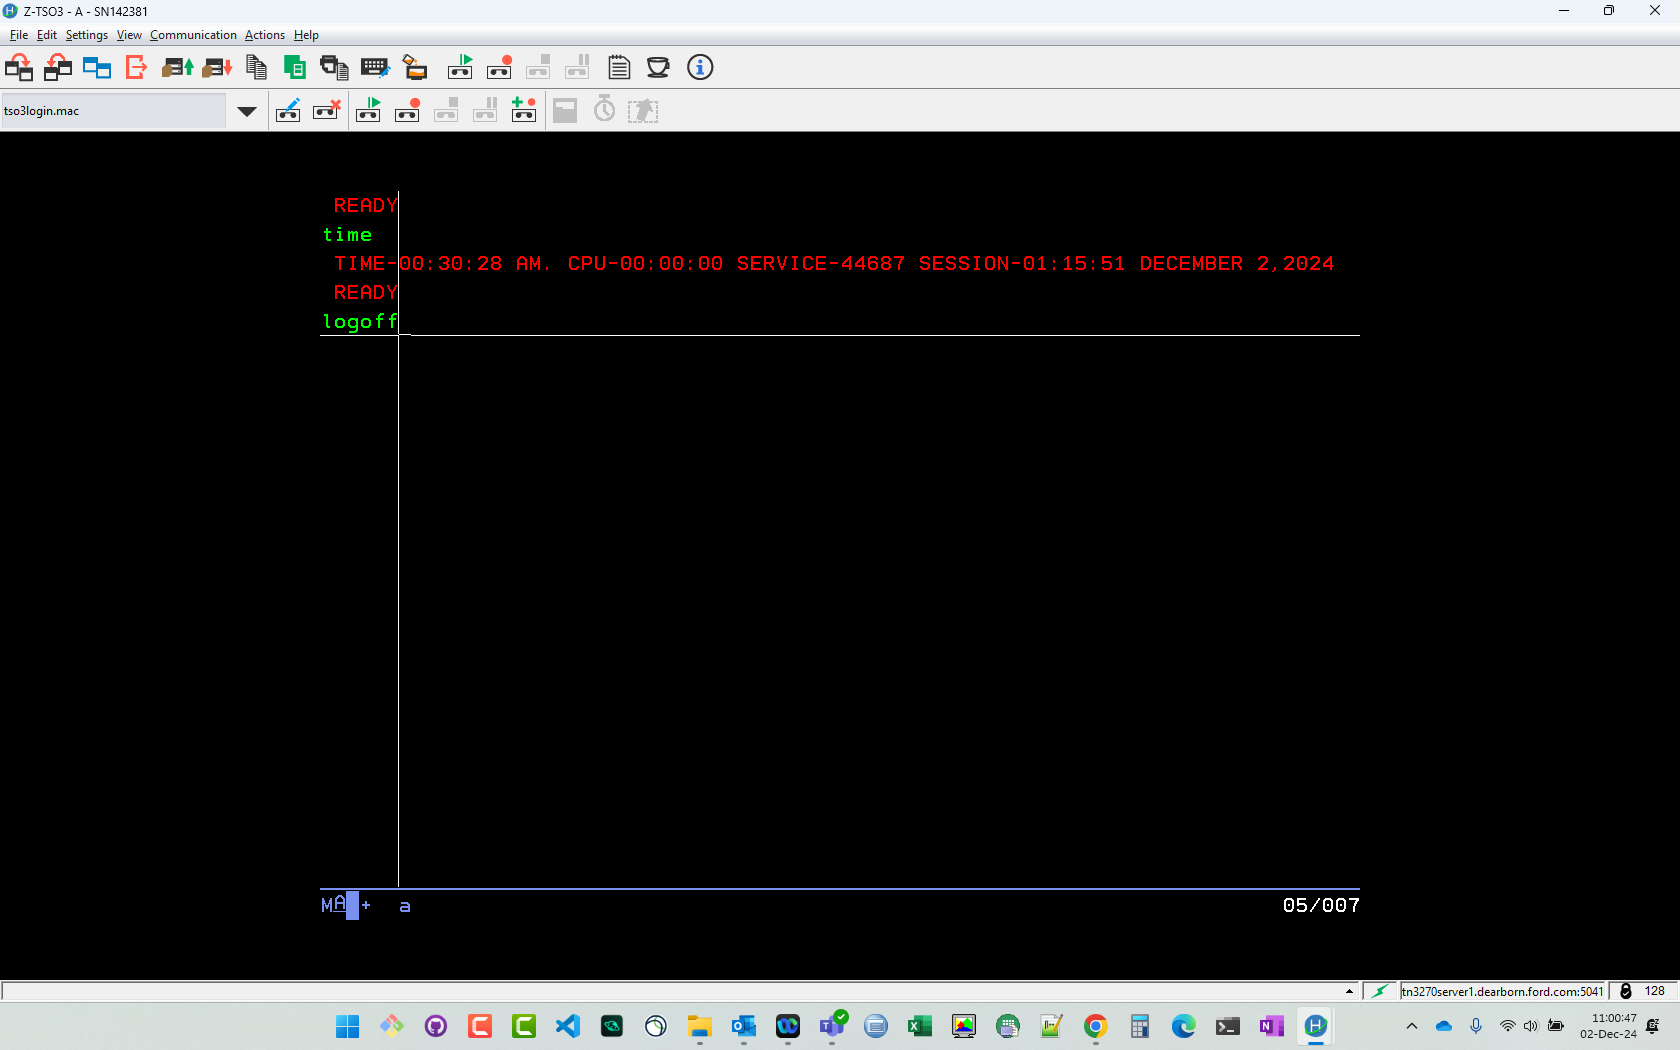 Z-TSO3 - A - SN142381
File Edit Settings View Communication Actions Help
tso3login.mac
READY
time
TIME-00:30:28 AM. CPU-00:00:00 SERVICE-44687 SESSION-01:15:51 DECEMBER 2,2024
READY
logoff
MA + a 05/007
tn3270server1.dearborn.ford.com:5041 128
11:00:47
02-Dec-24